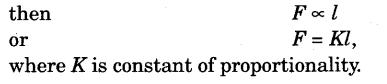 then F ∝ l
or F = Kl,
where K is constant of proportionality.